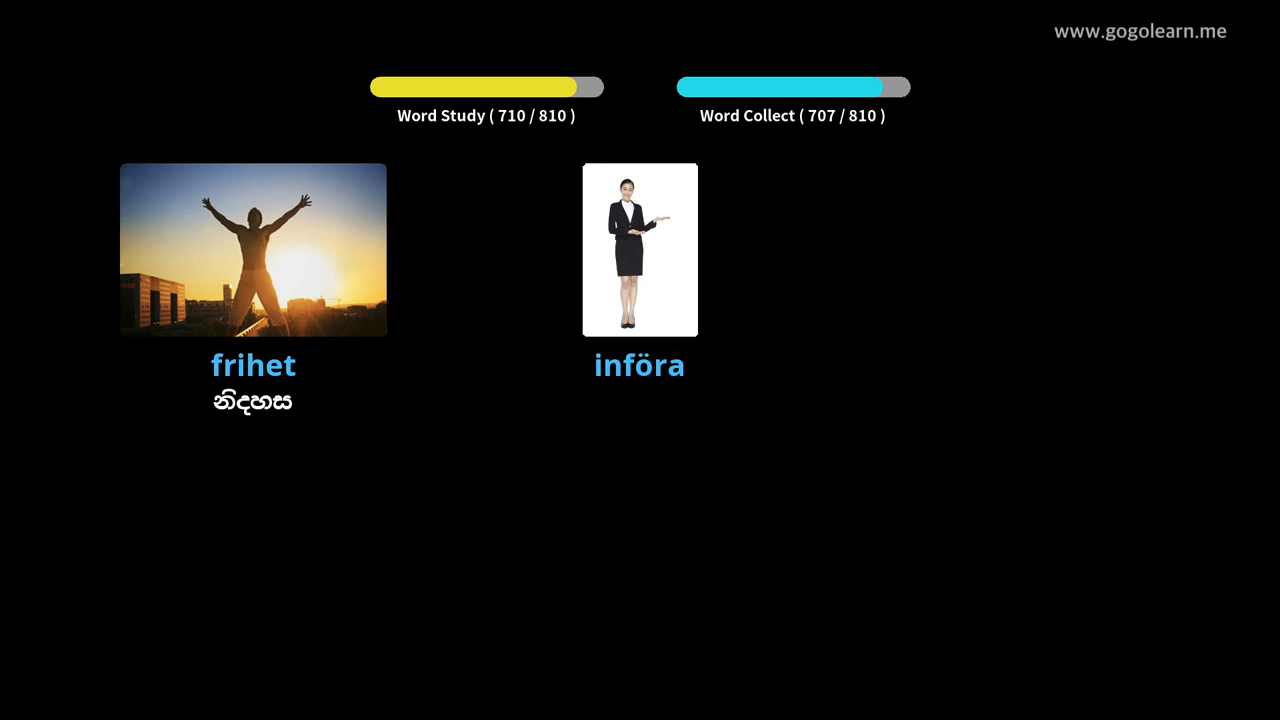 www.gogolearn.me
Word Study ( 710 / 810 )
Word Collect ( 707 / 810 )
frihet
නිදහස
införa